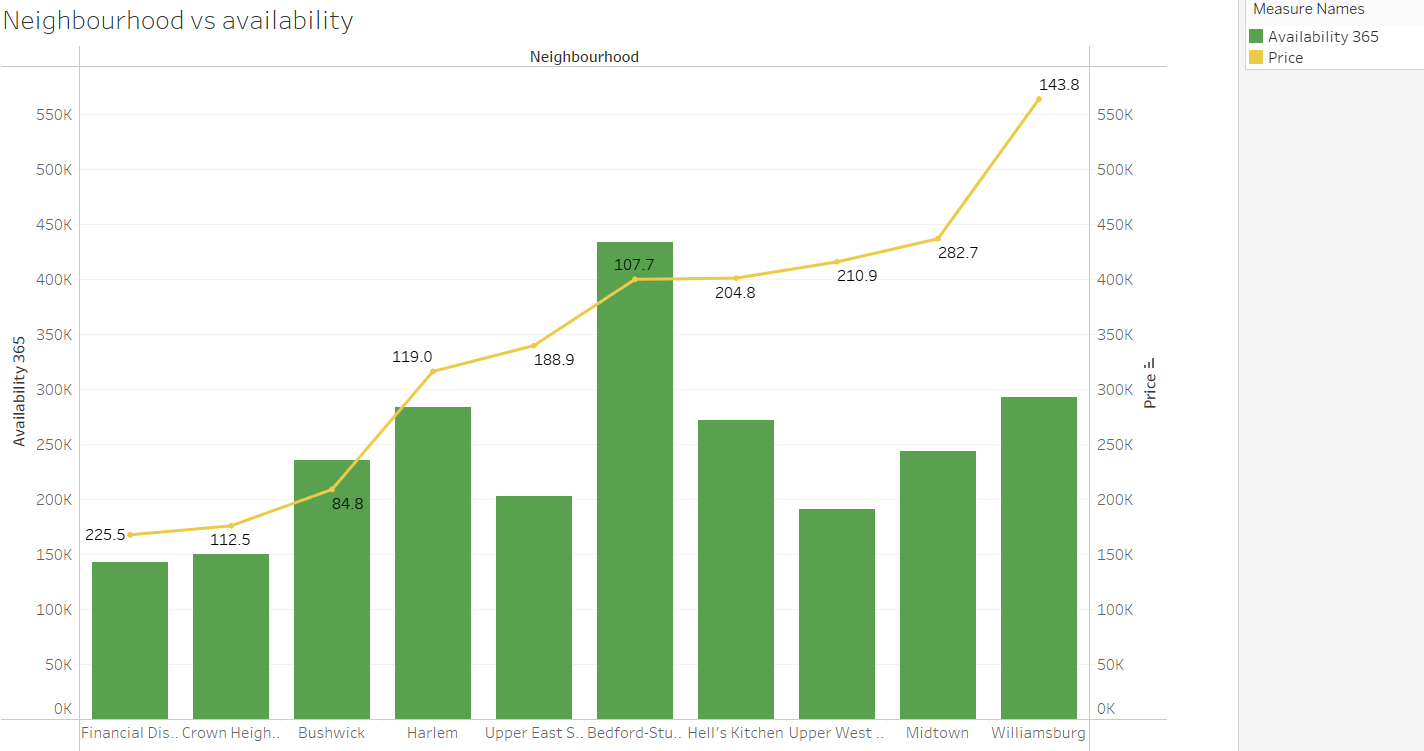 Neighbourhood vs availability
Measure Names
Availability 365
Price
Neighbourhood
550K
500K
450K
400K
350K
300K
250K
200K
150K
100K
50K
0K
Availability 365
225.5
112.5
84.8
119.0
188.9
107.7
204.8
210.9
282.7
143.8
550K
500K
450K
400K
350K
300K
250K
200K
150K
100K
50K
0K
Price
Financial Dis.. Crown Heigh.. Bushwick Harlem Upper East S.. Bedford-Stu.. Hell's Kitchen Upper West .. Midtown Williamsburg